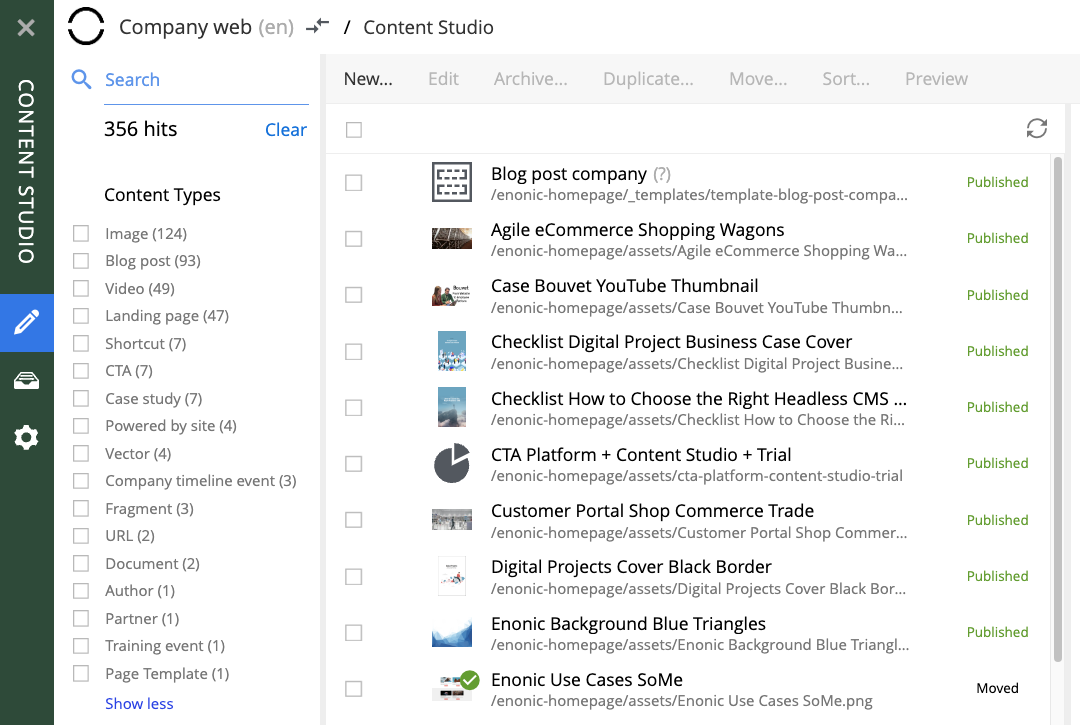 Company web (en) / Content Studio
CONTENT STUDIO
Search
356 hits
Clear
Content Types
Image (124)
Blog post (93)
Video (49)
Landing page (47)
Shortcut (7)
CTA (7)
Case study (7)
Powered by site (4)
Vector (4)
Company timeline event (3)
Fragment (3)
URL (2)
Document (2)
Author (1)
Partner (1)
Training event (1)
Page Template (1)
Show less
New... Edit Archive... Duplicate... Move... Sort... Preview
Blog post company (?)
/enonic-homepage/_templates/template-blog-post-compa...
Published
Agile eCommerce Shopping Wagons
/enonic-homepage/assets/Agile eCommerce Shopping Wa...
Published
Bouvet
Case Bouvet YouTube Thumbnail
/enonic-homepage/assets/Case Bouvet YouTube Thumbn...
Published
Checklist Digital Project Business Case Cover
/enonic-homepage/assets/Checklist Digital Project Busine...
Published
Checklist How to Choose the Right Headless CMS ...
/enonic-homepage/assets/Checklist How to Choose the Ri...
Published
CTA Platform + Content Studio + Trial
/enonic-homepage/assets/cta-platform-content-studio-trial
Published
Customer Portal Shop Commerce Trade
/enonic-homepage/assets/Customer Portal Shop Commer...
Published
Digital Projects Cover Black Border
/enonic-homepage/assets/Digital Projects Cover Black Bor...
Published
Enonic Background Blue Triangles
/enonic-homepage/assets/Enonic Background Blue Triangl...
Published
Enonic Use Cases SoMe
/enonic-homepage/assets/Enonic Use Cases SoMe.png
Moved